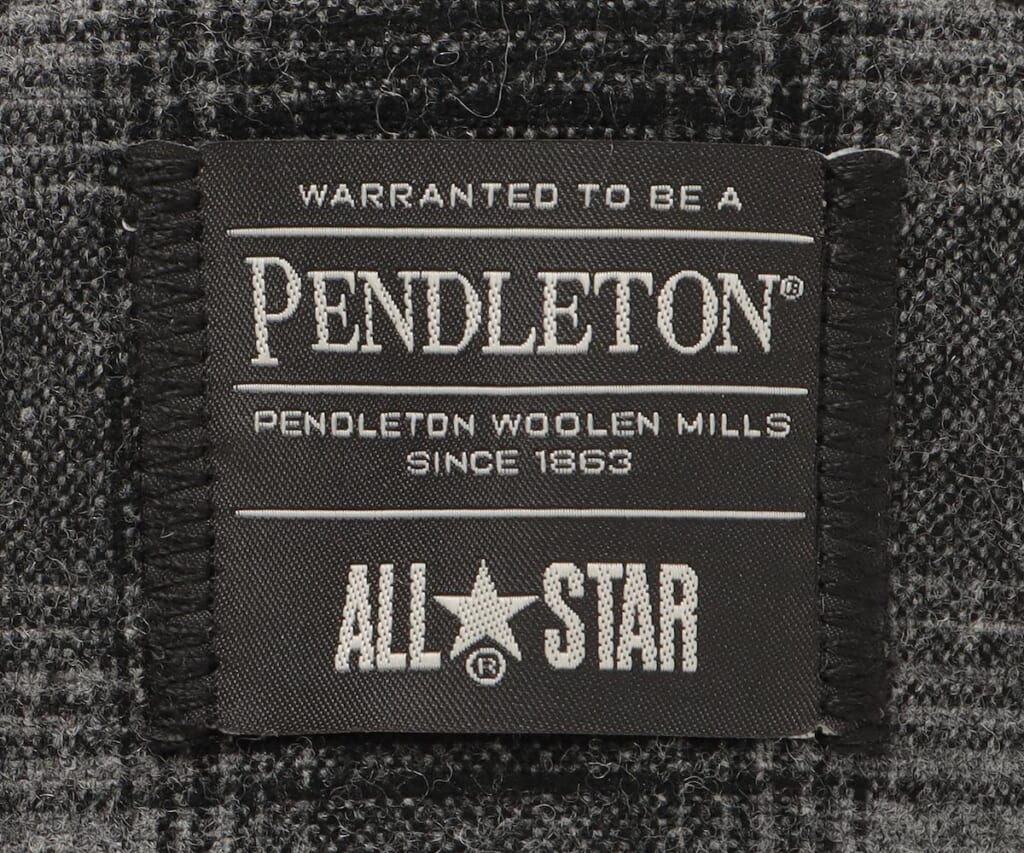 WARRANTED TO BE A
PENDLETON®
PENDLETON WOOLEN MILLS
SINCE 1863
ALL★STAR
®